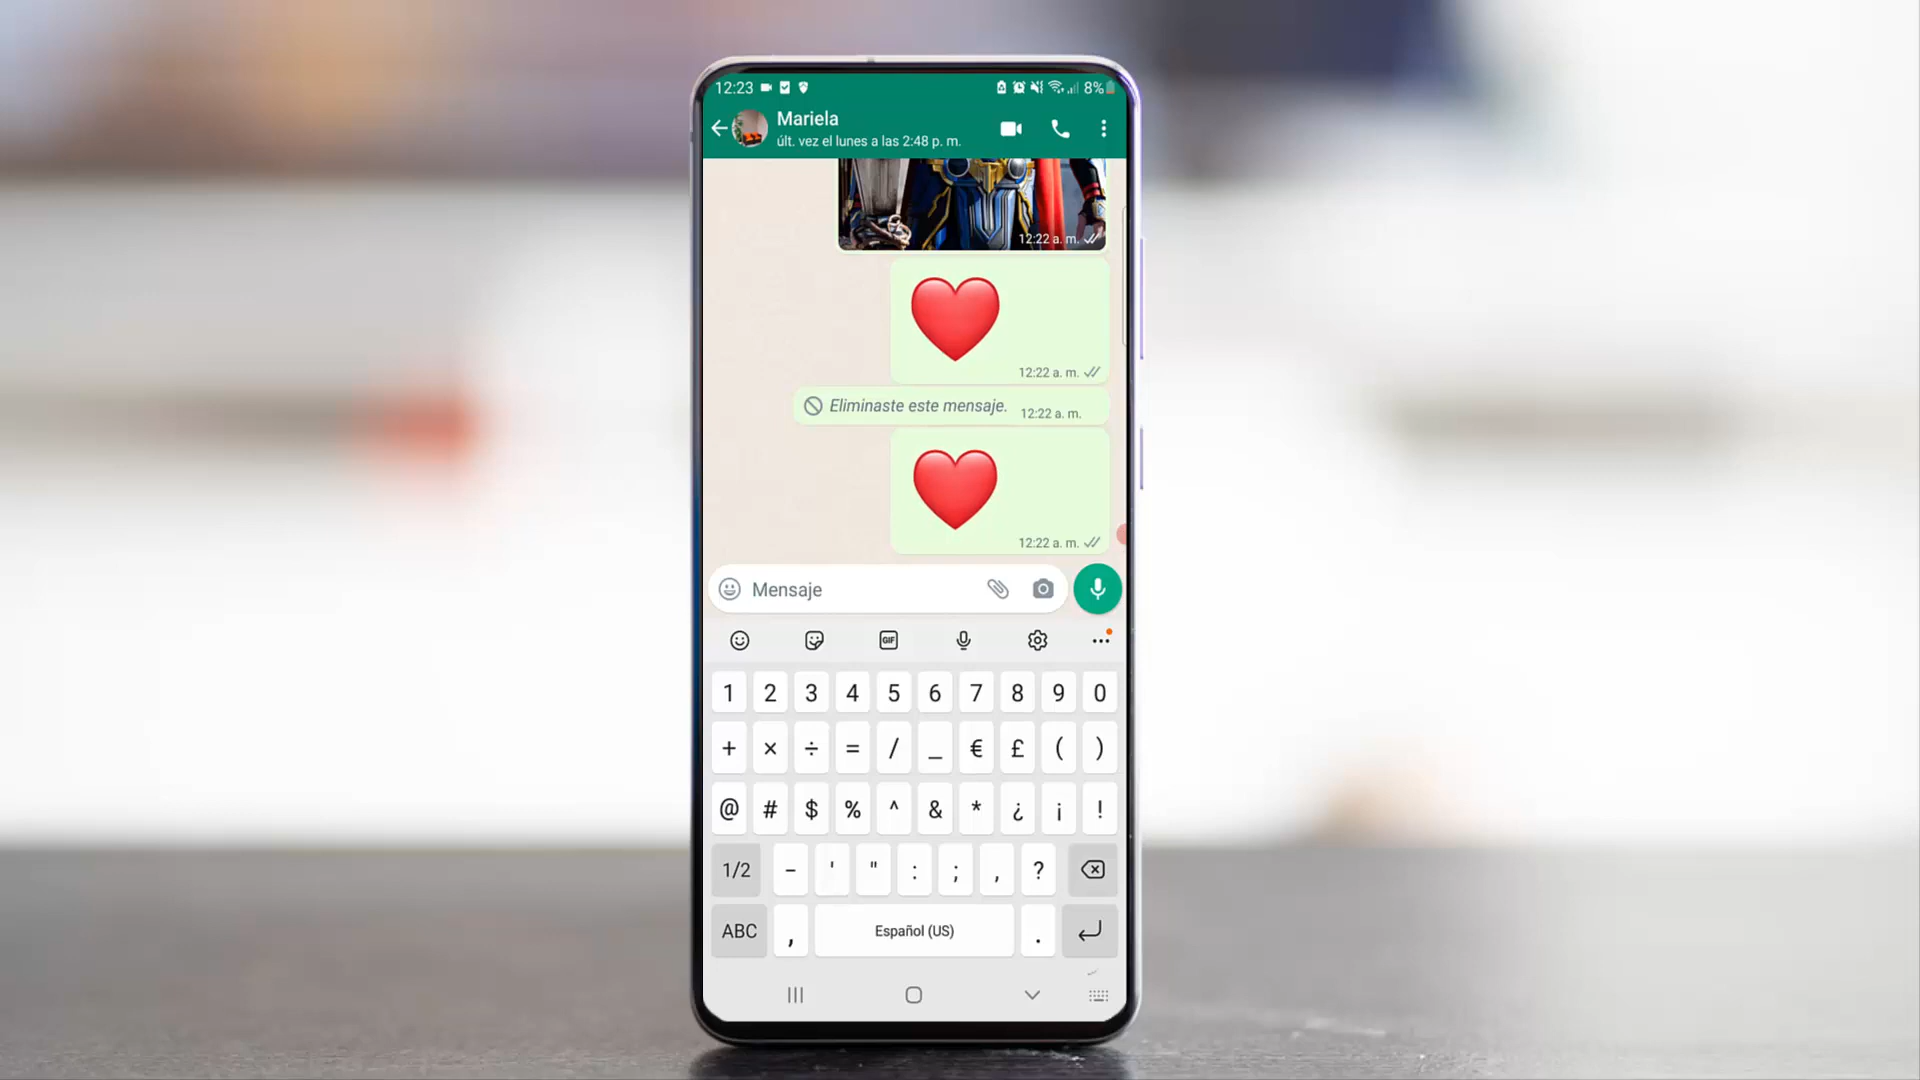 12:23 8%
Mariela
últ. vez el lunes a las 2:48 p. m.
12:22 a. m.
12:22 a. m.
Eliminaste este mensaje. 12:22 a. m.
12:22 a. m.
Mensaje
GIF
1 2 3 4 5 6 7 8 9 0
+ × ÷ = / _ € £ ( )
@ # $ % ^ & * ¿ ¡ !
1/2 - ' " : ; , ?
ABC , Español (US) .